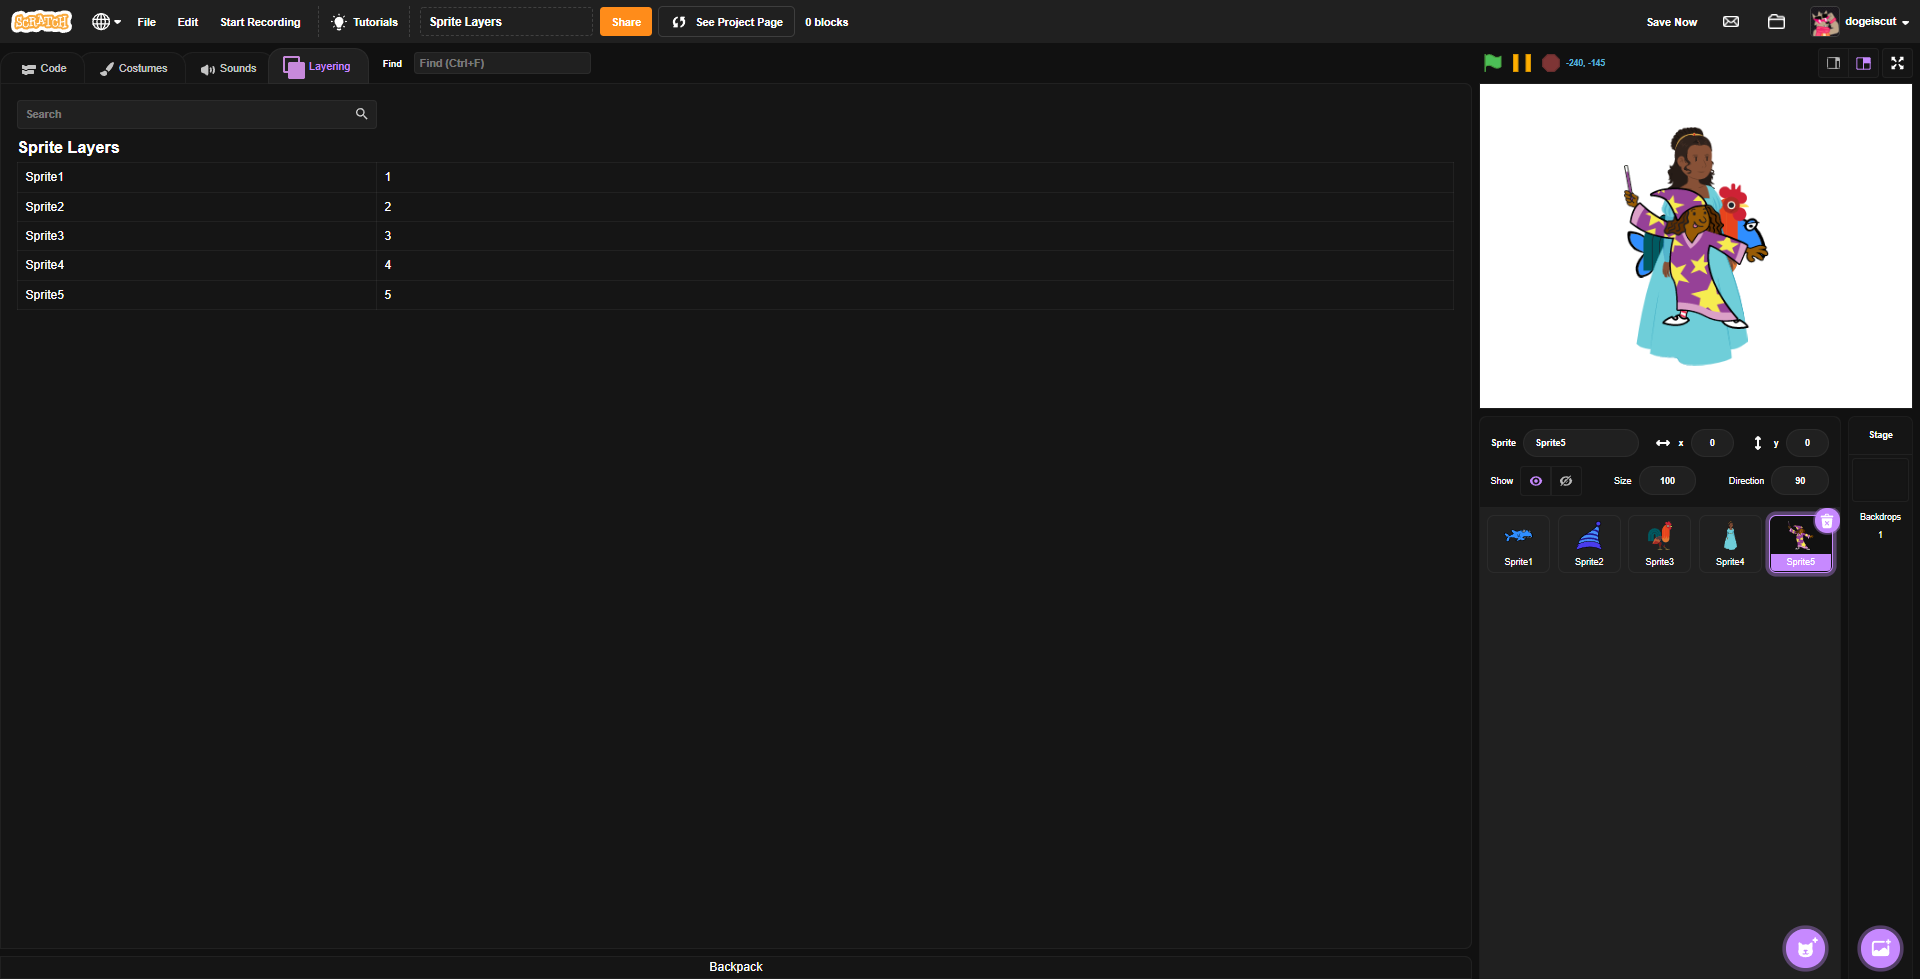 SCRATCH File Edit Start Recording Tutorials Sprite Layers Share See Project Page 0 blocks Save Now dogeiscut
Code Costumes Sounds Layering Find Find (Ctrl+F) -240, -145
Search
Sprite Layers
Sprite1 1
Sprite2 2
Sprite3 3
Sprite4 4
Sprite5 5
Sprite Sprite5 x 0 y 0
Show Size 100 Direction 90
Sprite1 Sprite2 Sprite3 Sprite4 Sprite5
Stage
Backdrops
1
Backpack